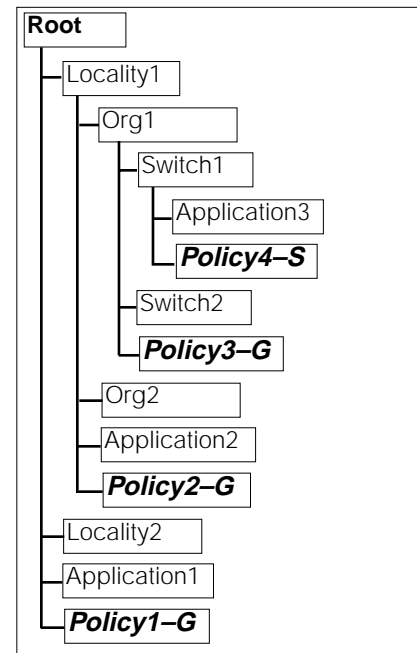 Root
Locality1
Org1
Switch1
Application3
Policy4–S
Switch2
Policy3–G
Org2
Application2
Policy2–G
Locality2
Application1
Policy1–G